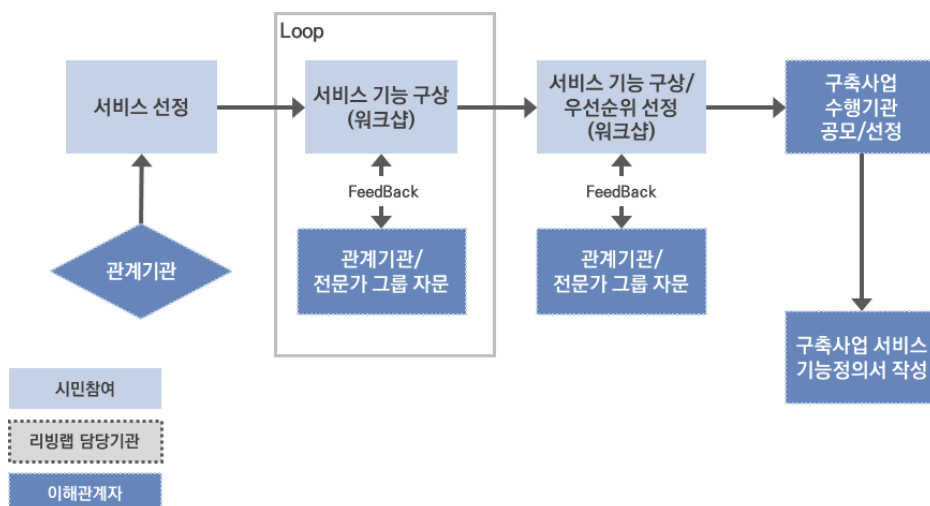 Loop
서비스 선정
서비스 기능 구상
(워크샵)
서비스 기능 구상/
우선순위 선정
(워크샵)
구축사업
수행기관
공모/선정
FeedBack
FeedBack
관계기관
관계기관/
전문가 그룹 자문
관계기관/
전문가 그룹 자문
구축사업 서비스
기능정의서 작성
시민참여
리빙랩 담당기관
이해관계자